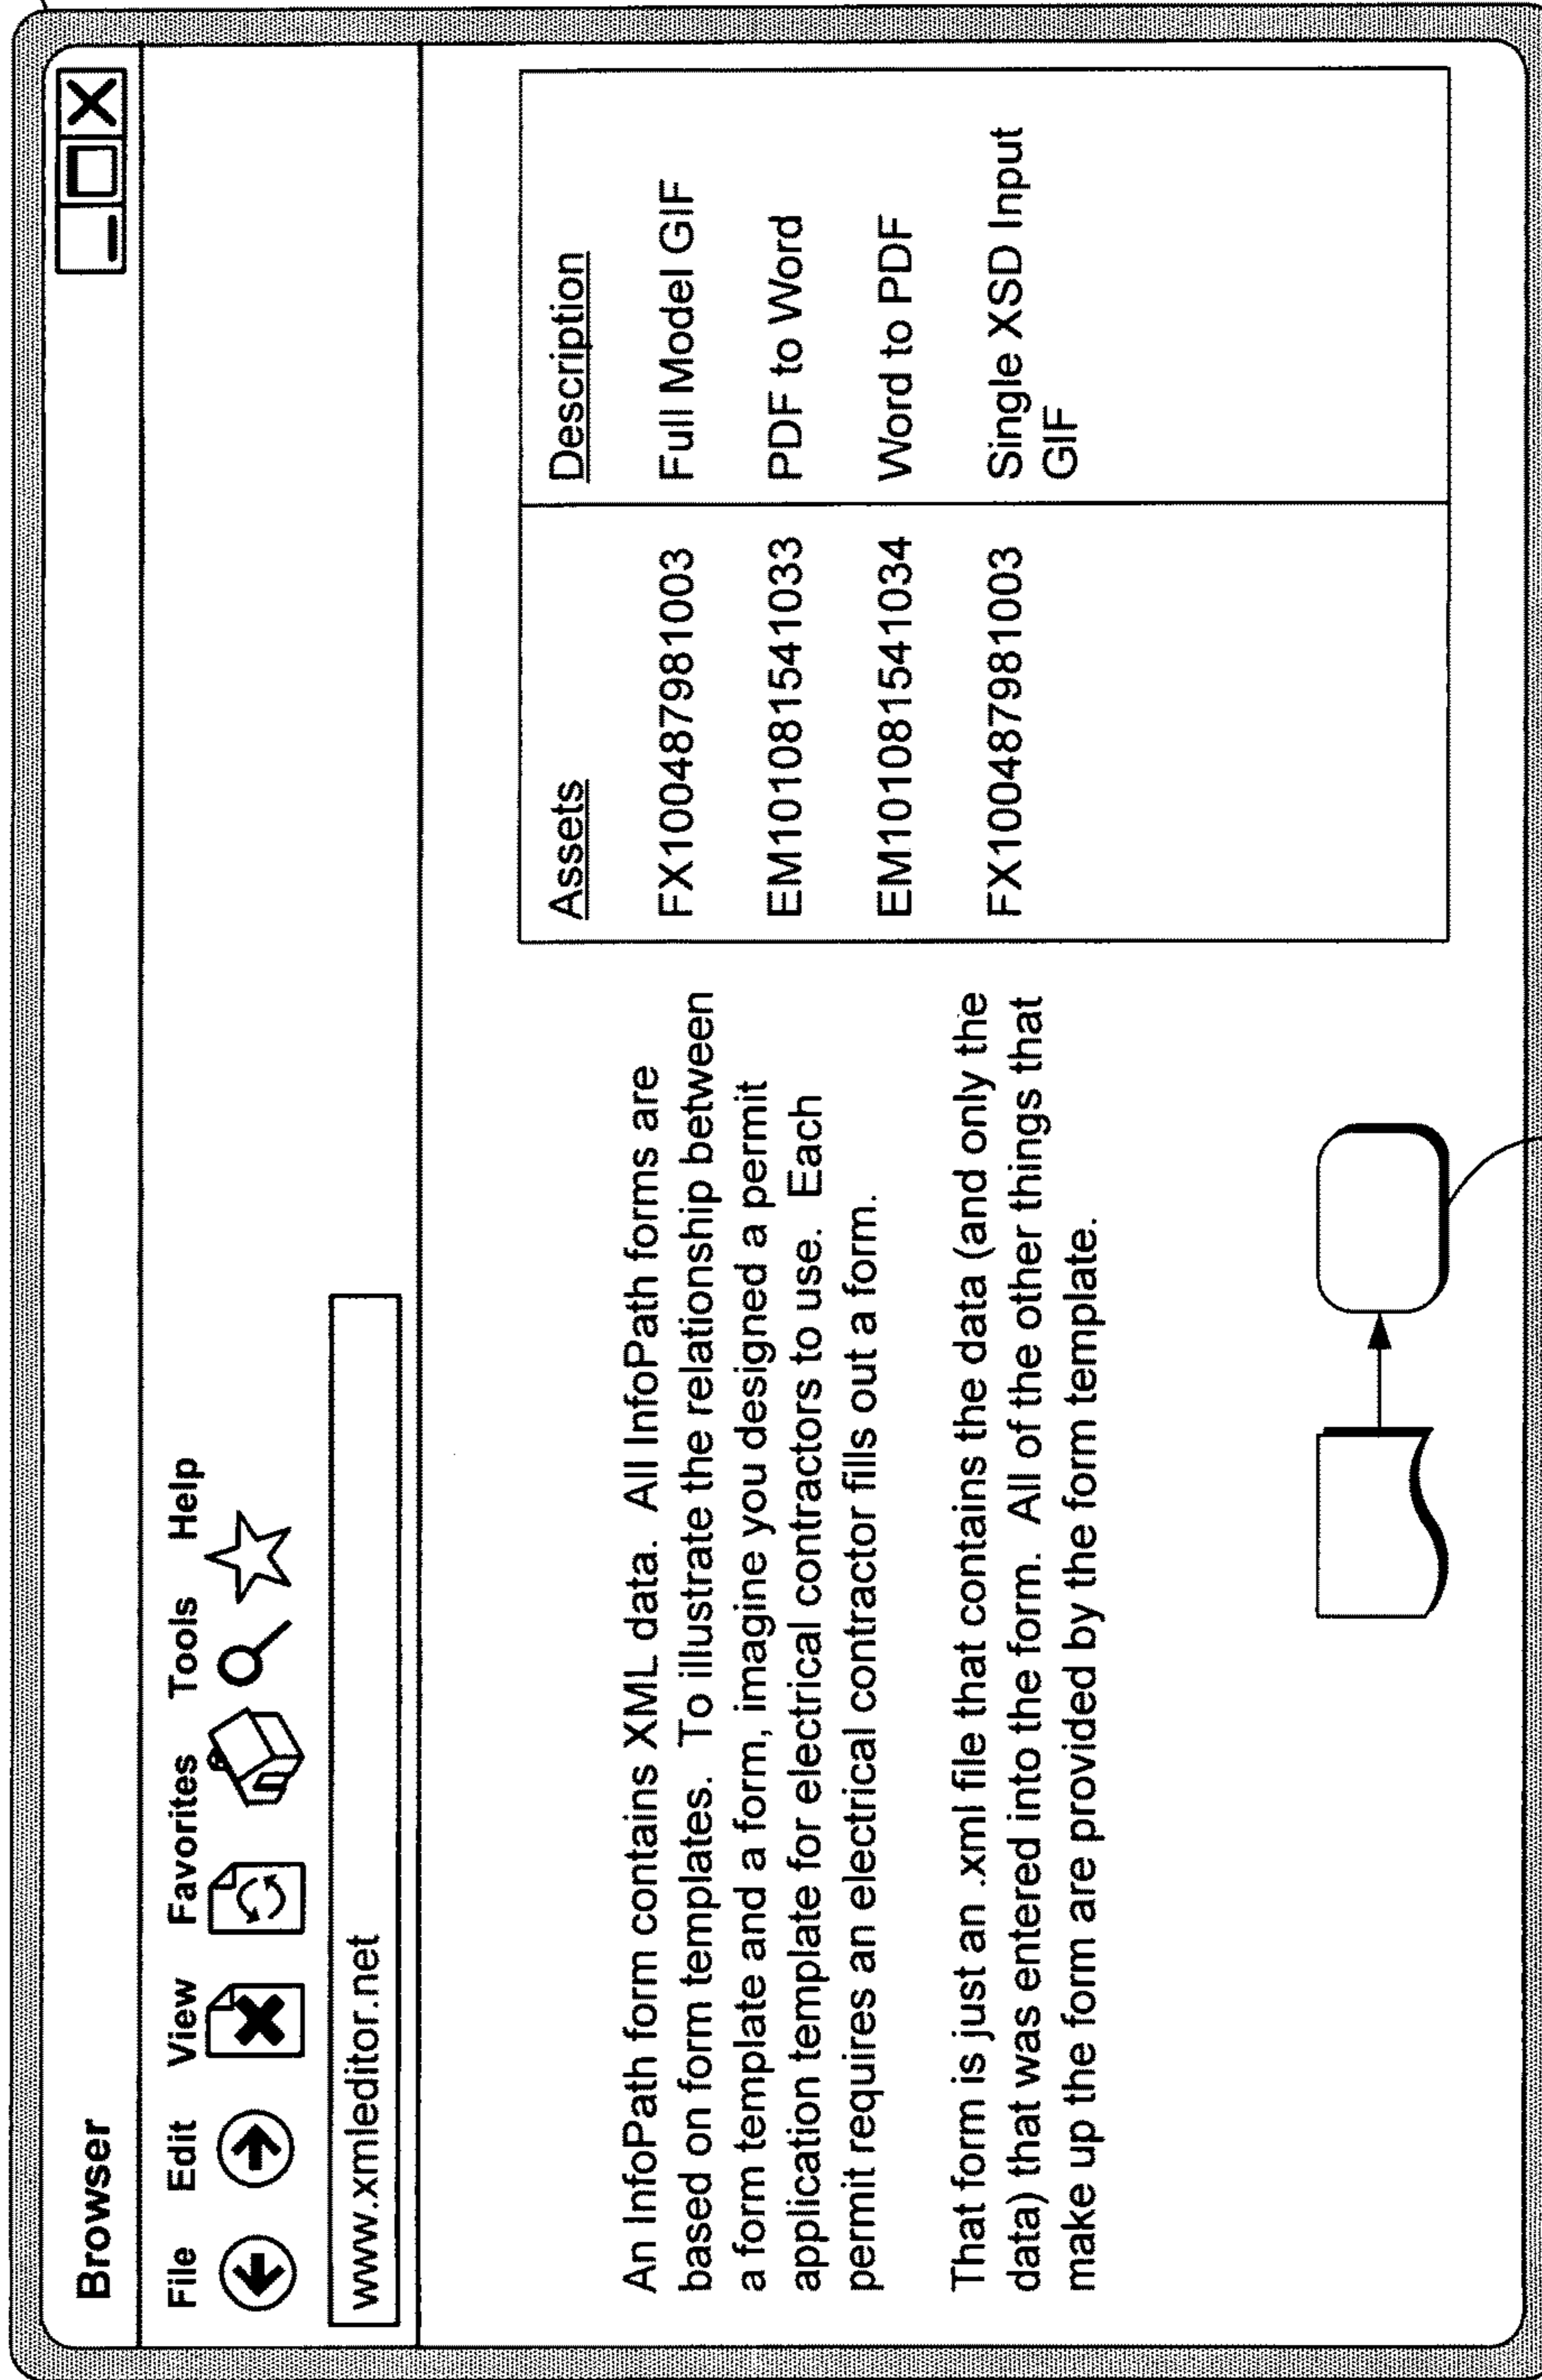 Browser
File Edit View Favorites Tools Help
www.xmleditor.net
An InfoPath form contains XML data. All InfoPath forms are
based on form templates. To illustrate the relationship between
a form template and a form, imagine you designed a permit
application template for electrical contractors to use. Each
permit requires an electrical contractor fills out a form.
That form is just an .xml file that contains the data (and only the
data) that was entered into the form. All of the other things that
make up the form are provided by the form template.
Assets Description
FX100487981003 Full Model GIF
EM101081541033 PDF to Word
EM101081541034 Word to PDF
FX100487981003 Single XSD Input
GIF